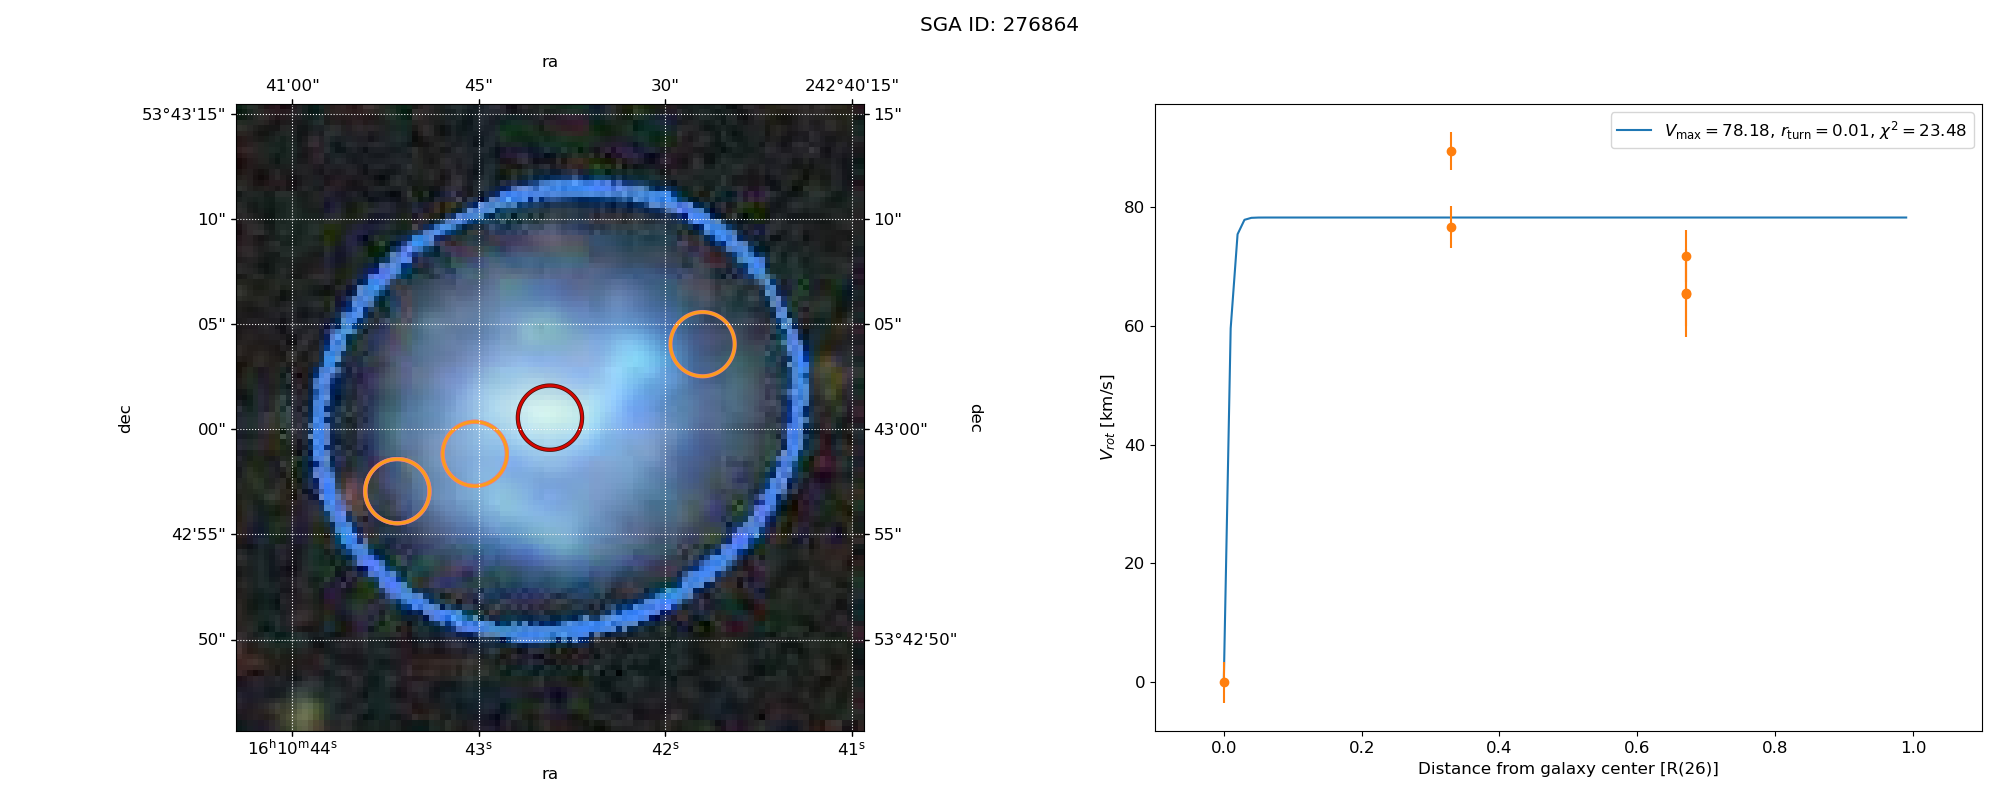 SGA ID: 276864
ra
41'00" 45" 30" 242°40'15"
53°43'15" 15"
10" 10"
05" 05"
00" 43'00"
42'55" 55"
50" 53°42'50"
dec
dec
16h10m44s 43s 42s 41s
ra
Vmax = 78.18, rturn = 0.01, χ² = 23.48
80
60
40
20
0
Vrot [km/s]
0.0 0.2 0.4 0.6 0.8 1.0
Distance from galaxy center [R(26)]